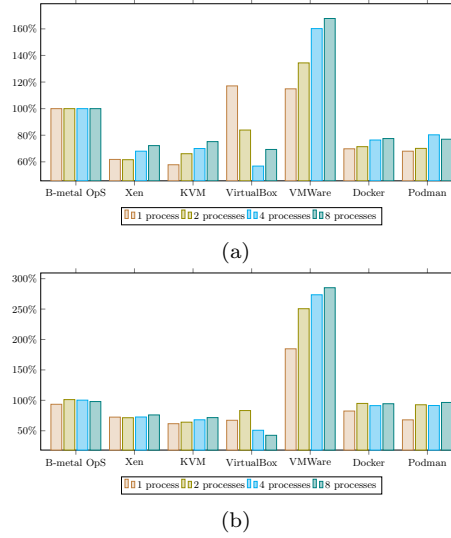 160%
140%
120%
100%
80%
60%
B-metal OpS Xen KVM VirtualBox VMWare Docker Podman
1 process 2 processes 4 processes 8 processes
(a)
300%
250%
200%
150%
100%
50%
B-metal OpS Xen KVM VirtualBox VMWare Docker Podman
1 process 2 processes 4 processes 8 processes
(b)